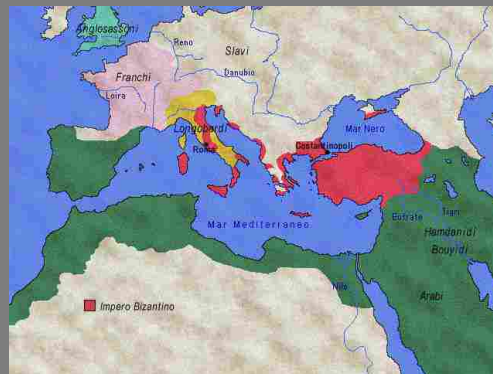 Anglosassoni
Reno
Slavi
Franchi
Danubio
Loira
Longobardi
Mar Nero
Roma
Costantinopoli
Mar Mediterraneo
Eufrate
Tigri
Hamdanidi
Bouyidi
Nilo
Arabi
Impero Bizantino